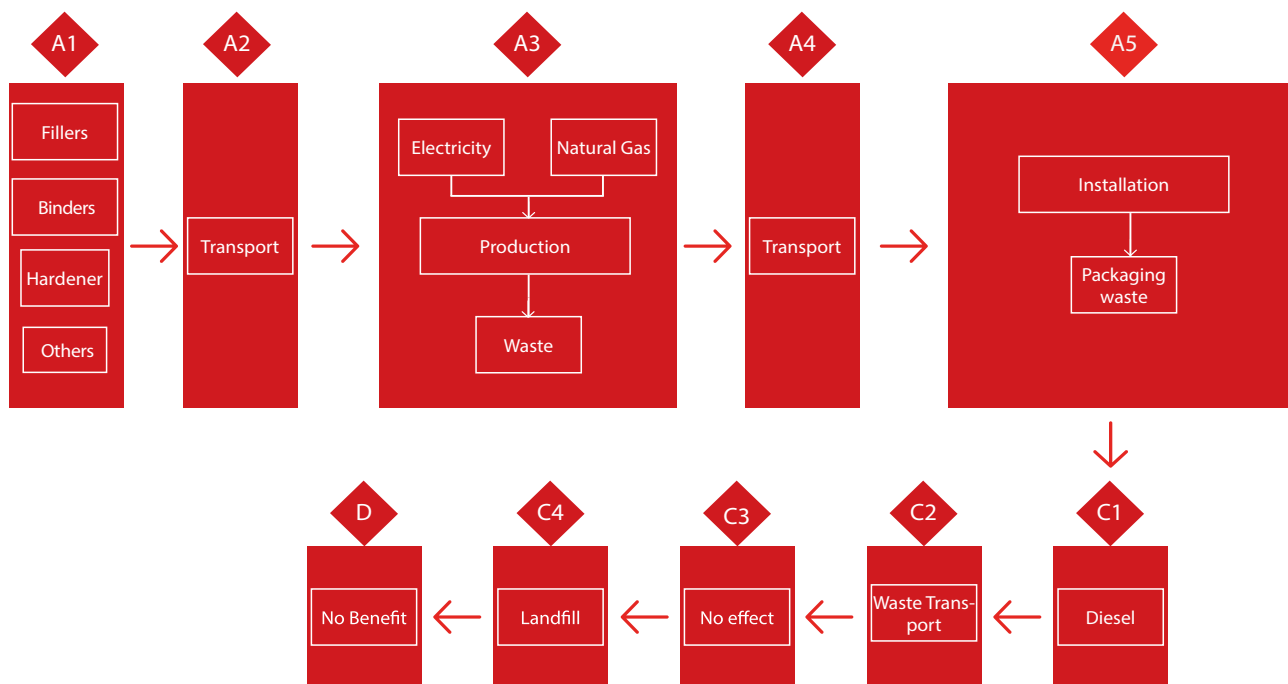 A1
A2
A3
A4
A5
Fillers
Binders
Hardener
Others
Transport
Electricity
Natural Gas
Production
Waste
Transport
Installation
Packaging
waste
D
C4
C3
C2
C1
No Benefit
Landfill
No effect
Waste Trans-
port
Diesel